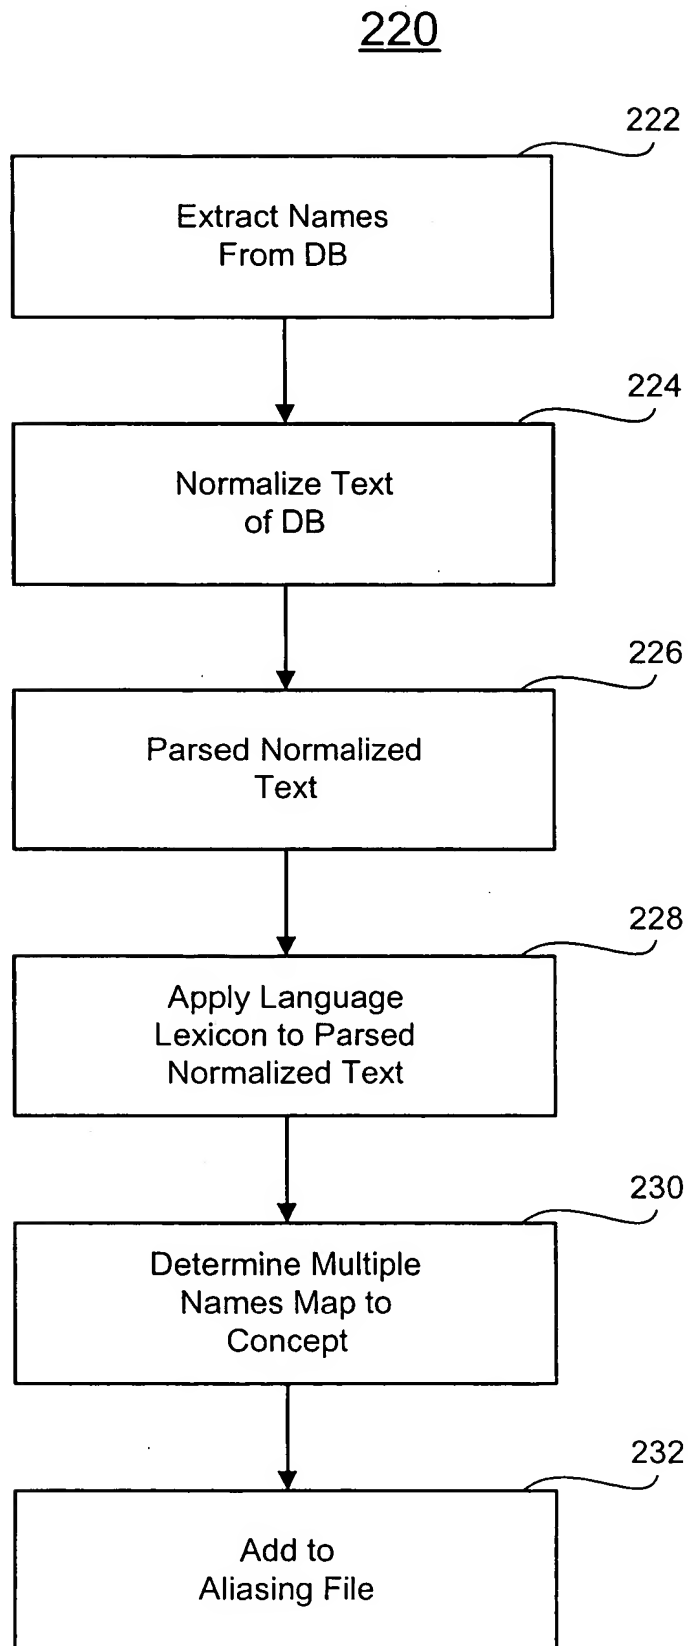 220
222
Extract Names
From DB
224
Normalize Text
of DB
226
Parsed Normalized
Text
228
Apply Language
Lexicon to Parsed
Normalized Text
230
Determine Multiple
Names Map to
Concept
232
Add to
Aliasing File